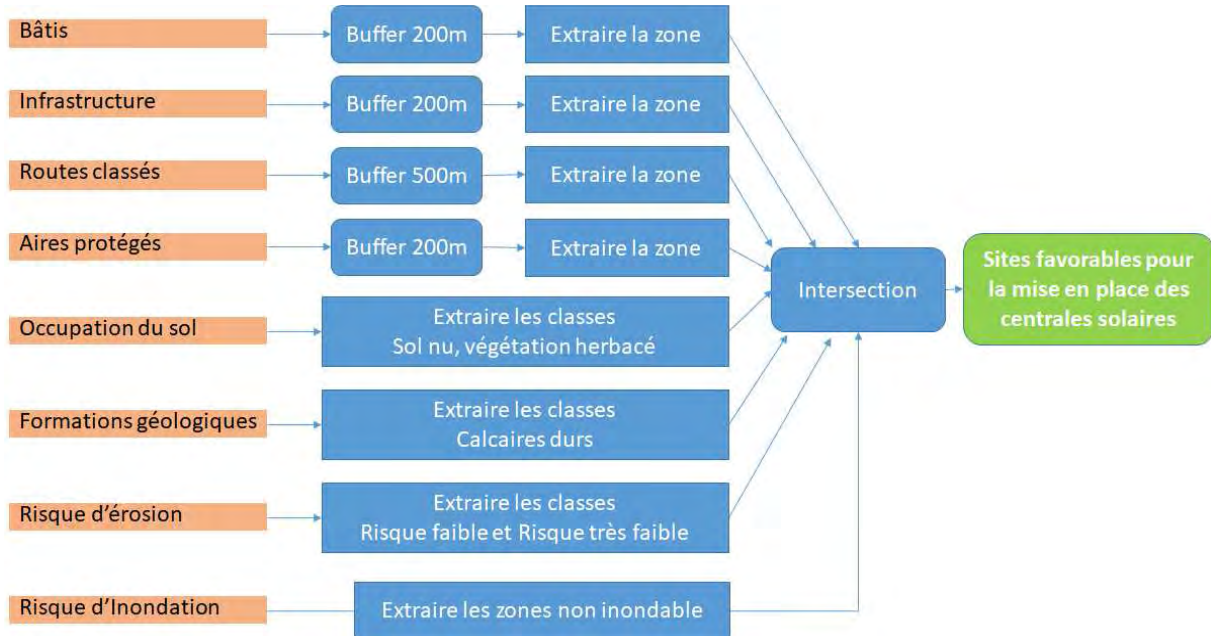 Bâtis
Buffer 200m
Extraire la zone
Infrastructure
Buffer 200m
Extraire la zone
Routes classés
Buffer 500m
Extraire la zone
Aires protégés
Buffer 200m
Extraire la zone
Occupation du sol
Extraire les classes
Sol nu, végétation herbacé
Formations géologiques
Extraire les classes
Calcaires durs
Risque d'érosion
Extraire les classes
Risque faible et Risque très faible
Risque d'Inondation
Extraire les zones non inondable
Intersection
Sites favorables pour
la mise en place des
centrales solaires